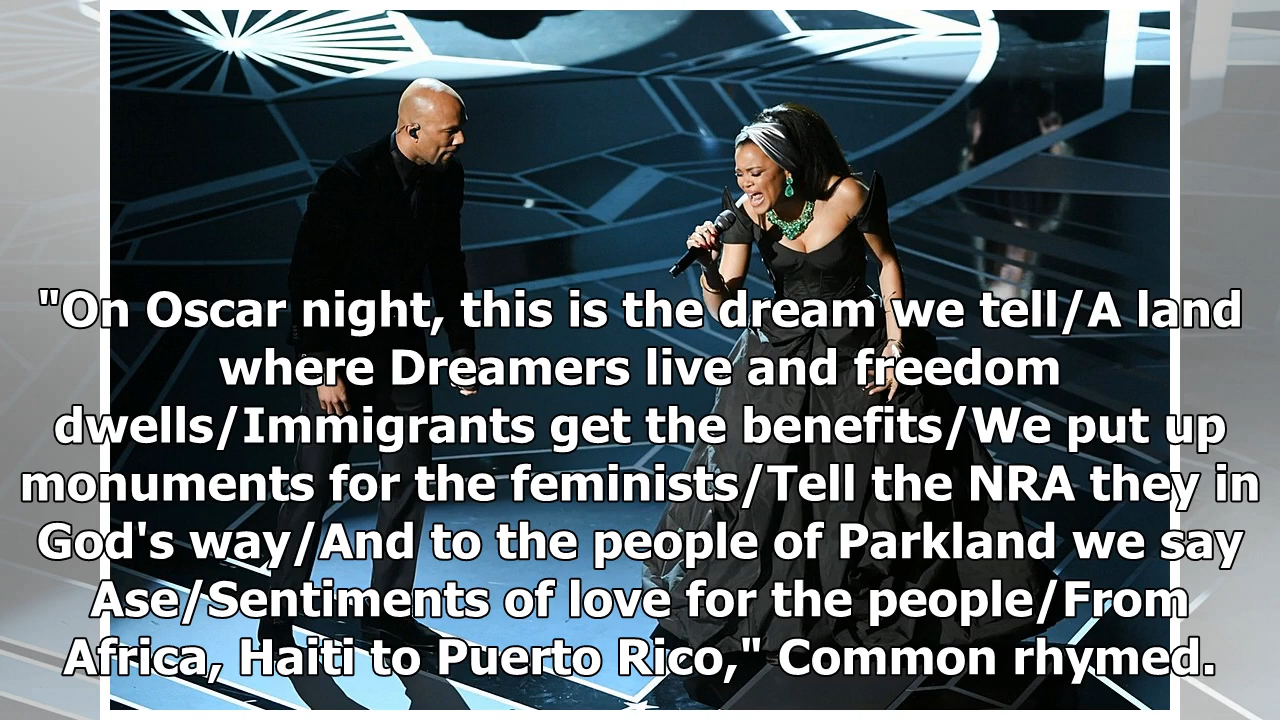 "On Oscar night, this is the dream we tell/A land
where Dreamers live and freedom
dwells/Immigrants get the benefits/We put up
monuments for the feminists/Tell the NRA they in
God's way/And to the people of Parkland we say
Ase/Sentiments of love for the people/From
Africa, Haiti to Puerto Rico," Common rhymed.